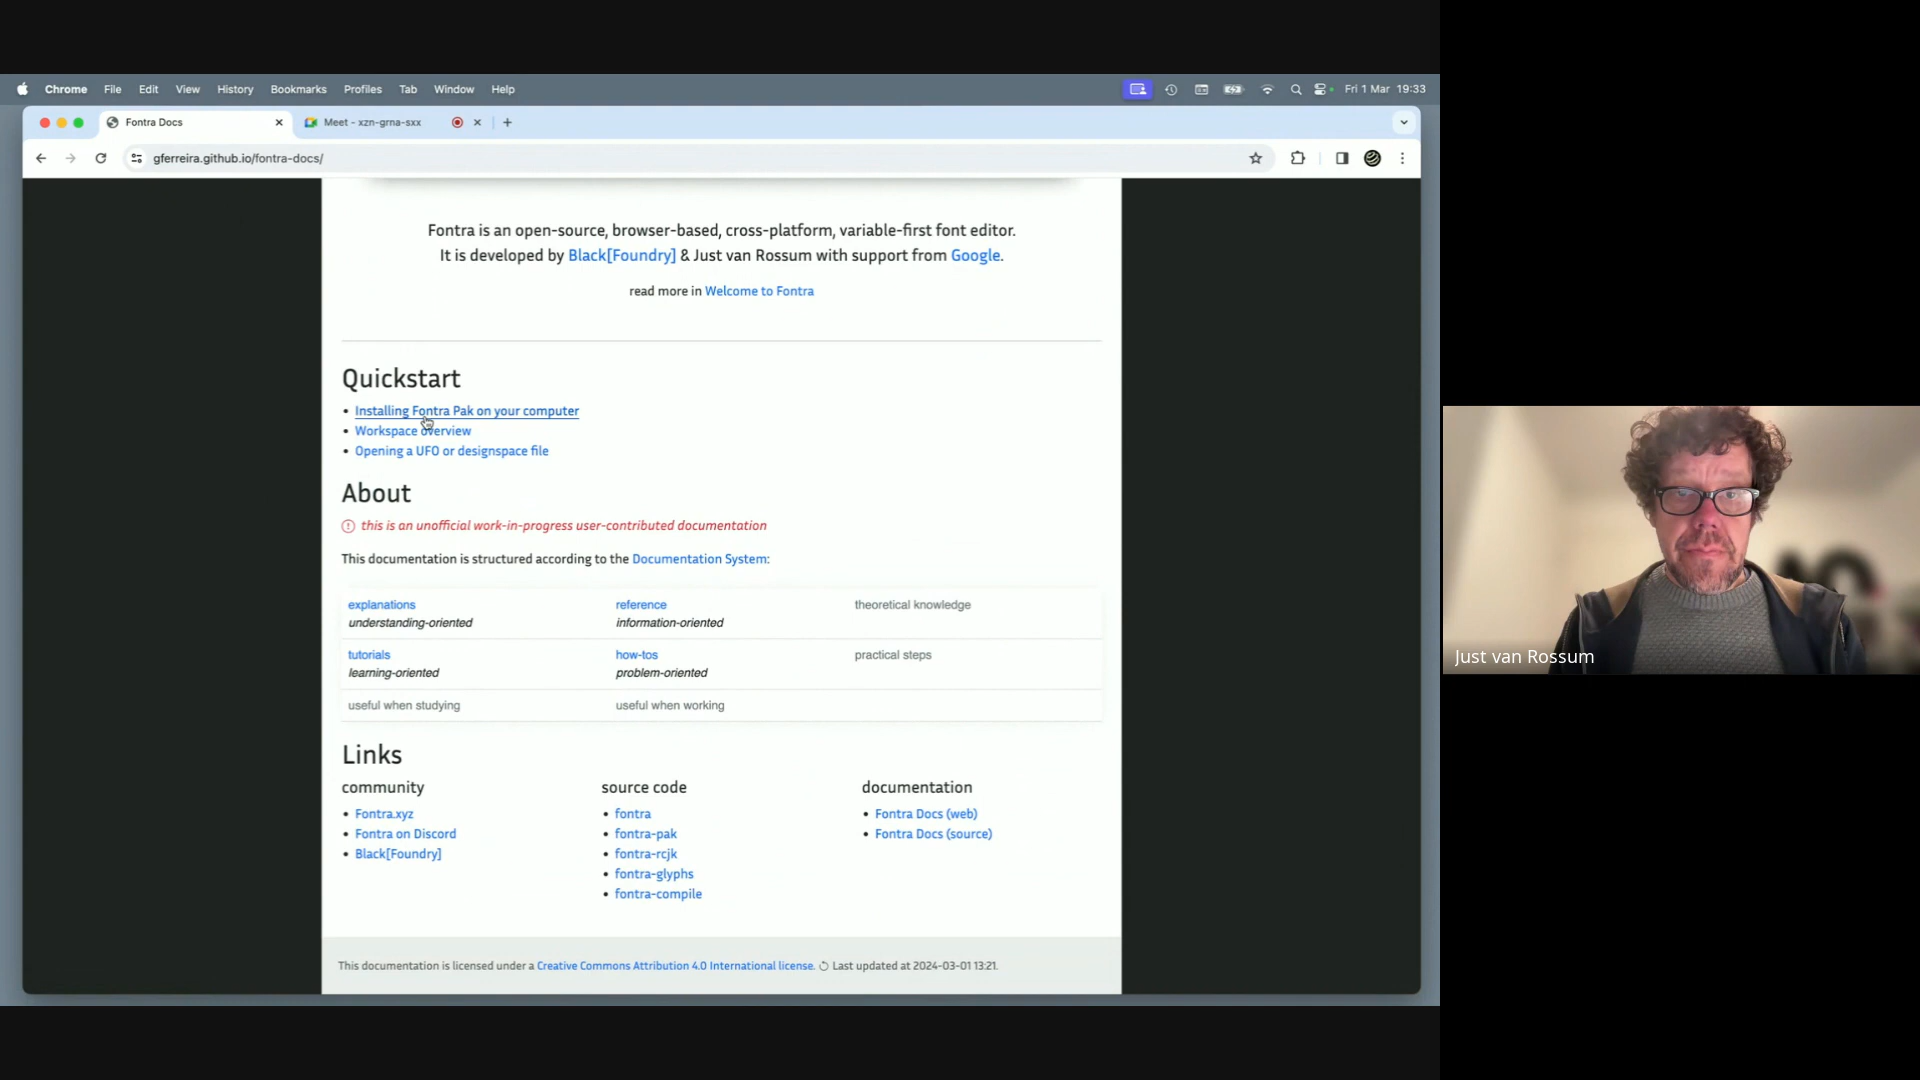 Chrome File Edit View History Bookmarks Profiles Tab Window Help Fri 1 Mar 19:33
Fontra Docs Meet - xzn-grna-sxx
gferreira.github.io/fontra-docs/
Fontra is an open-source, browser-based, cross-platform, variable-first font editor.
It is developed by Black[Foundry] & Just van Rossum with support from Google.
read more in Welcome to Fontra
Quickstart
• Installing Fontra Pak on your computer
• Workspace overview
• Opening a UFO or designspace file
About
this is an unofficial work-in-progress user-contributed documentation
This documentation is structured according to the Documentation System:
explanations reference theoretical knowledge
understanding-oriented information-oriented
tutorials how-tos practical steps
learning-oriented problem-oriented
useful when studying useful when working
Links
community source code documentation
• Fontra.xyz • fontra • Fontra Docs (web)
• Fontra on Discord • fontra-pak • Fontra Docs (source)
• Black[Foundry] • fontra-rcjk
• fontra-glyphs
• fontra-compile
This documentation is licensed under a Creative Commons Attribution 4.0 International license. Last updated at 2024-03-01 13:21.
Just van Rossum